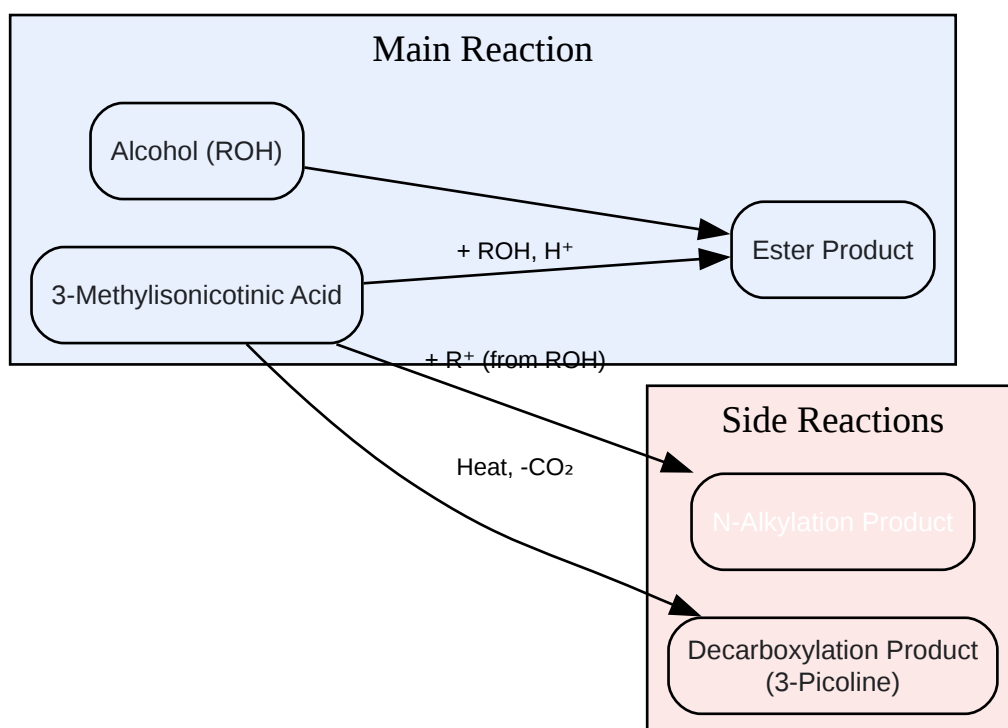 Main Reaction
Alcohol (ROH)
+ ROH, H⁺
Ester Product
3-Methylisonicotinic Acid
+ R⁺ (from ROH)
Side Reactions
Heat, -CO₂
N-Alkylation Product
Decarboxylation Product
(3-Picoline)